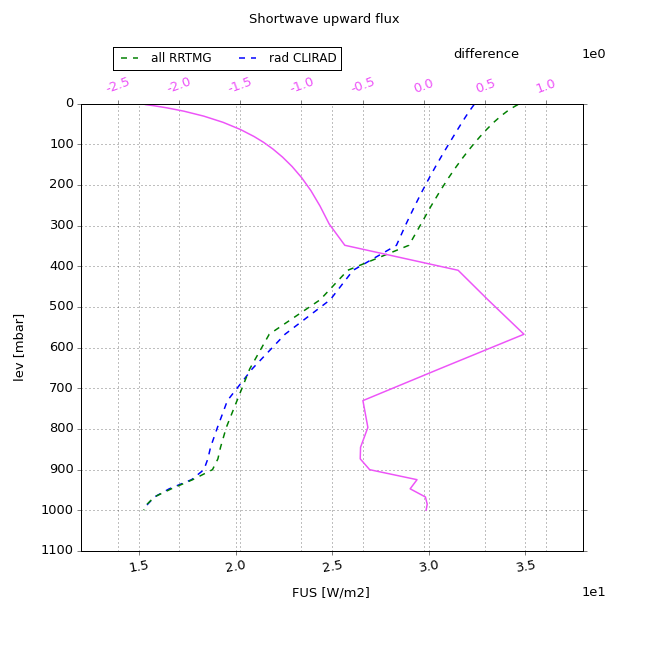 Shortwave upward flux
all RRTMG rad CLIRAD difference 1e0
-2.5 -2.0 -1.5 -1.0 -0.5 0.0 0.5 1.0
0
100
200
300
400
500
600
700
800
900
1000
1100
lev [mbar]
1.5 2.0 2.5 3.0 3.5
FUS [W/m2] 1e1